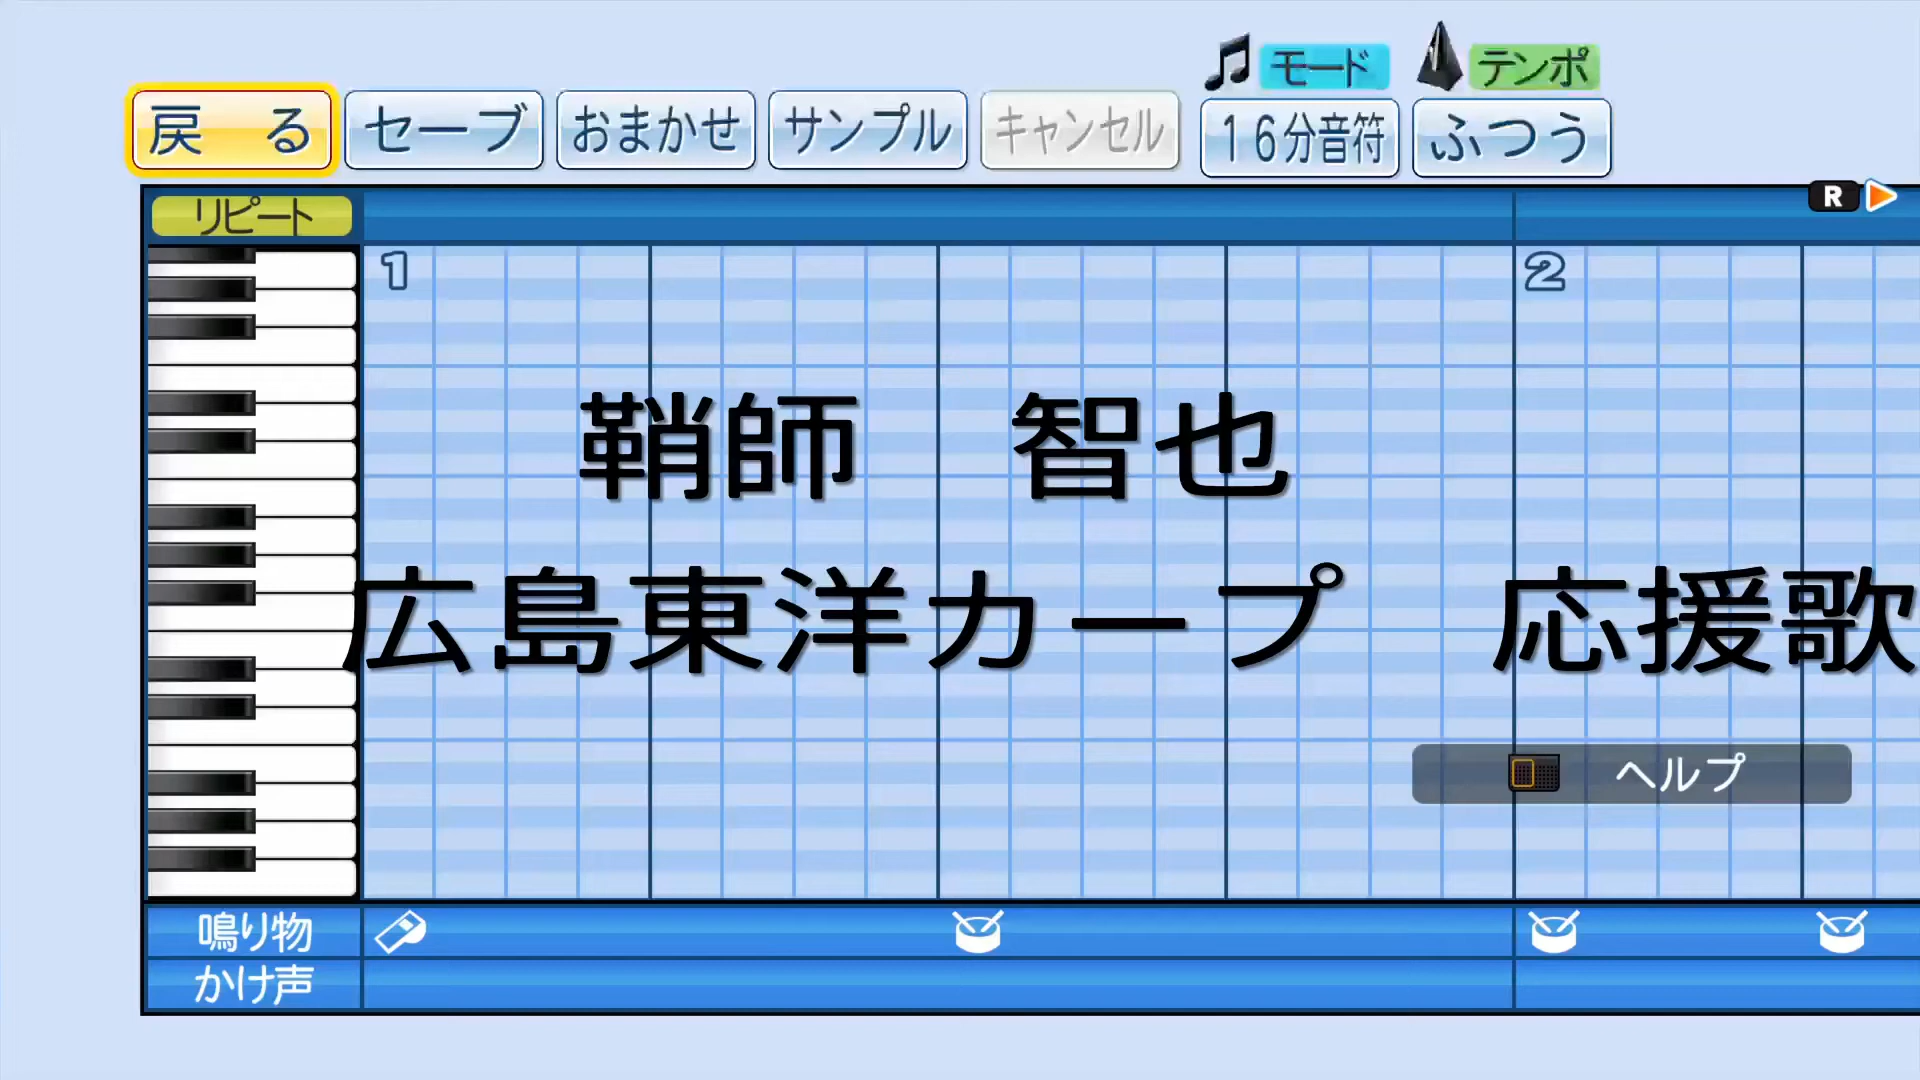 モード テンポ
戻る セーブ おまかせ サンプル キャンセル 16分音符 ふつう
リピート R
1 2
鞘師 智也
広島東洋カープ 応援歌
ヘルプ
鳴り物
かけ声